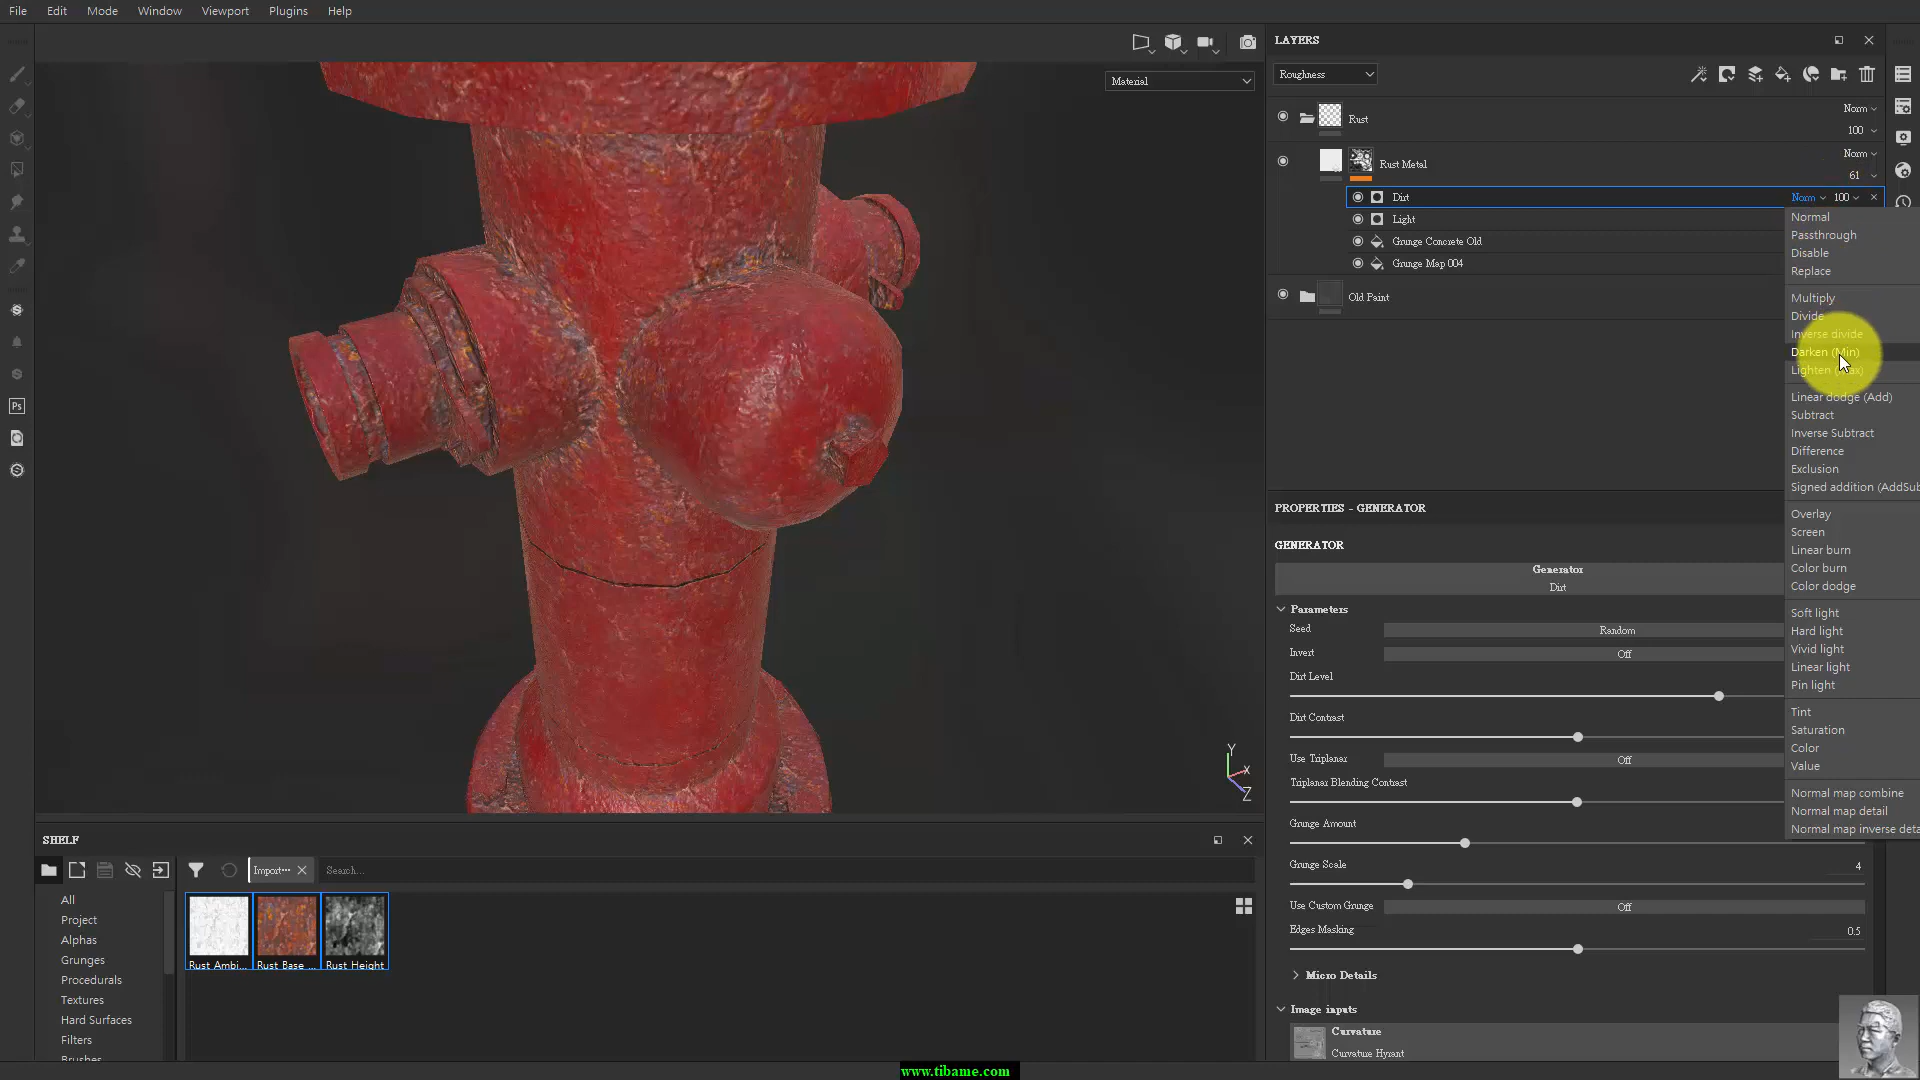 File Edit Mode Window Viewport Plugins Help
Material
LAYERS
Roughness
Rust
Norm
100
Rust Metal
Norm
61
Dirt
Norm
100
Light
Grunge Concrete Old
Grunge Map 004
Old Paint
Normal
Passthrough
Disable
Replace
Multiply
Divide
Inverse divide
Darken (Min)
Lighten (Max)
Linear dodge (Add)
Subtract
Inverse Subtract
Difference
Exclusion
Signed addition (AddSub
Overlay
Screen
Linear burn
Color burn
Color dodge
Soft light
Hard light
Vivid light
Linear light
Pin light
Tint
Saturation
Color
Value
Normal map combine
Normal map detail
Normal map inverse deta
PROPERTIES - GENERATOR
GENERATOR
Generator
Dirt
Parameters
Seed
Random
Invert
Off
Dirt Level
Dirt Contrast
Use Triplanar
Off
Triplanar Blending Contrast
Grunge Amount
Grunge Scale
4
Use Custom Grunge
Off
Edges Masking
0.5
Micro Details
Image inputs
Curvature
Curvature Hyrant
Y
X
Z
SHELF
Import...
Search...
All
Project
Alphas
Grunges
Procedurals
Textures
Hard Surfaces
Filters
Brushes
Rust Ambi...
Rust Base ...
Rust Height
Ps
www.tibame.com